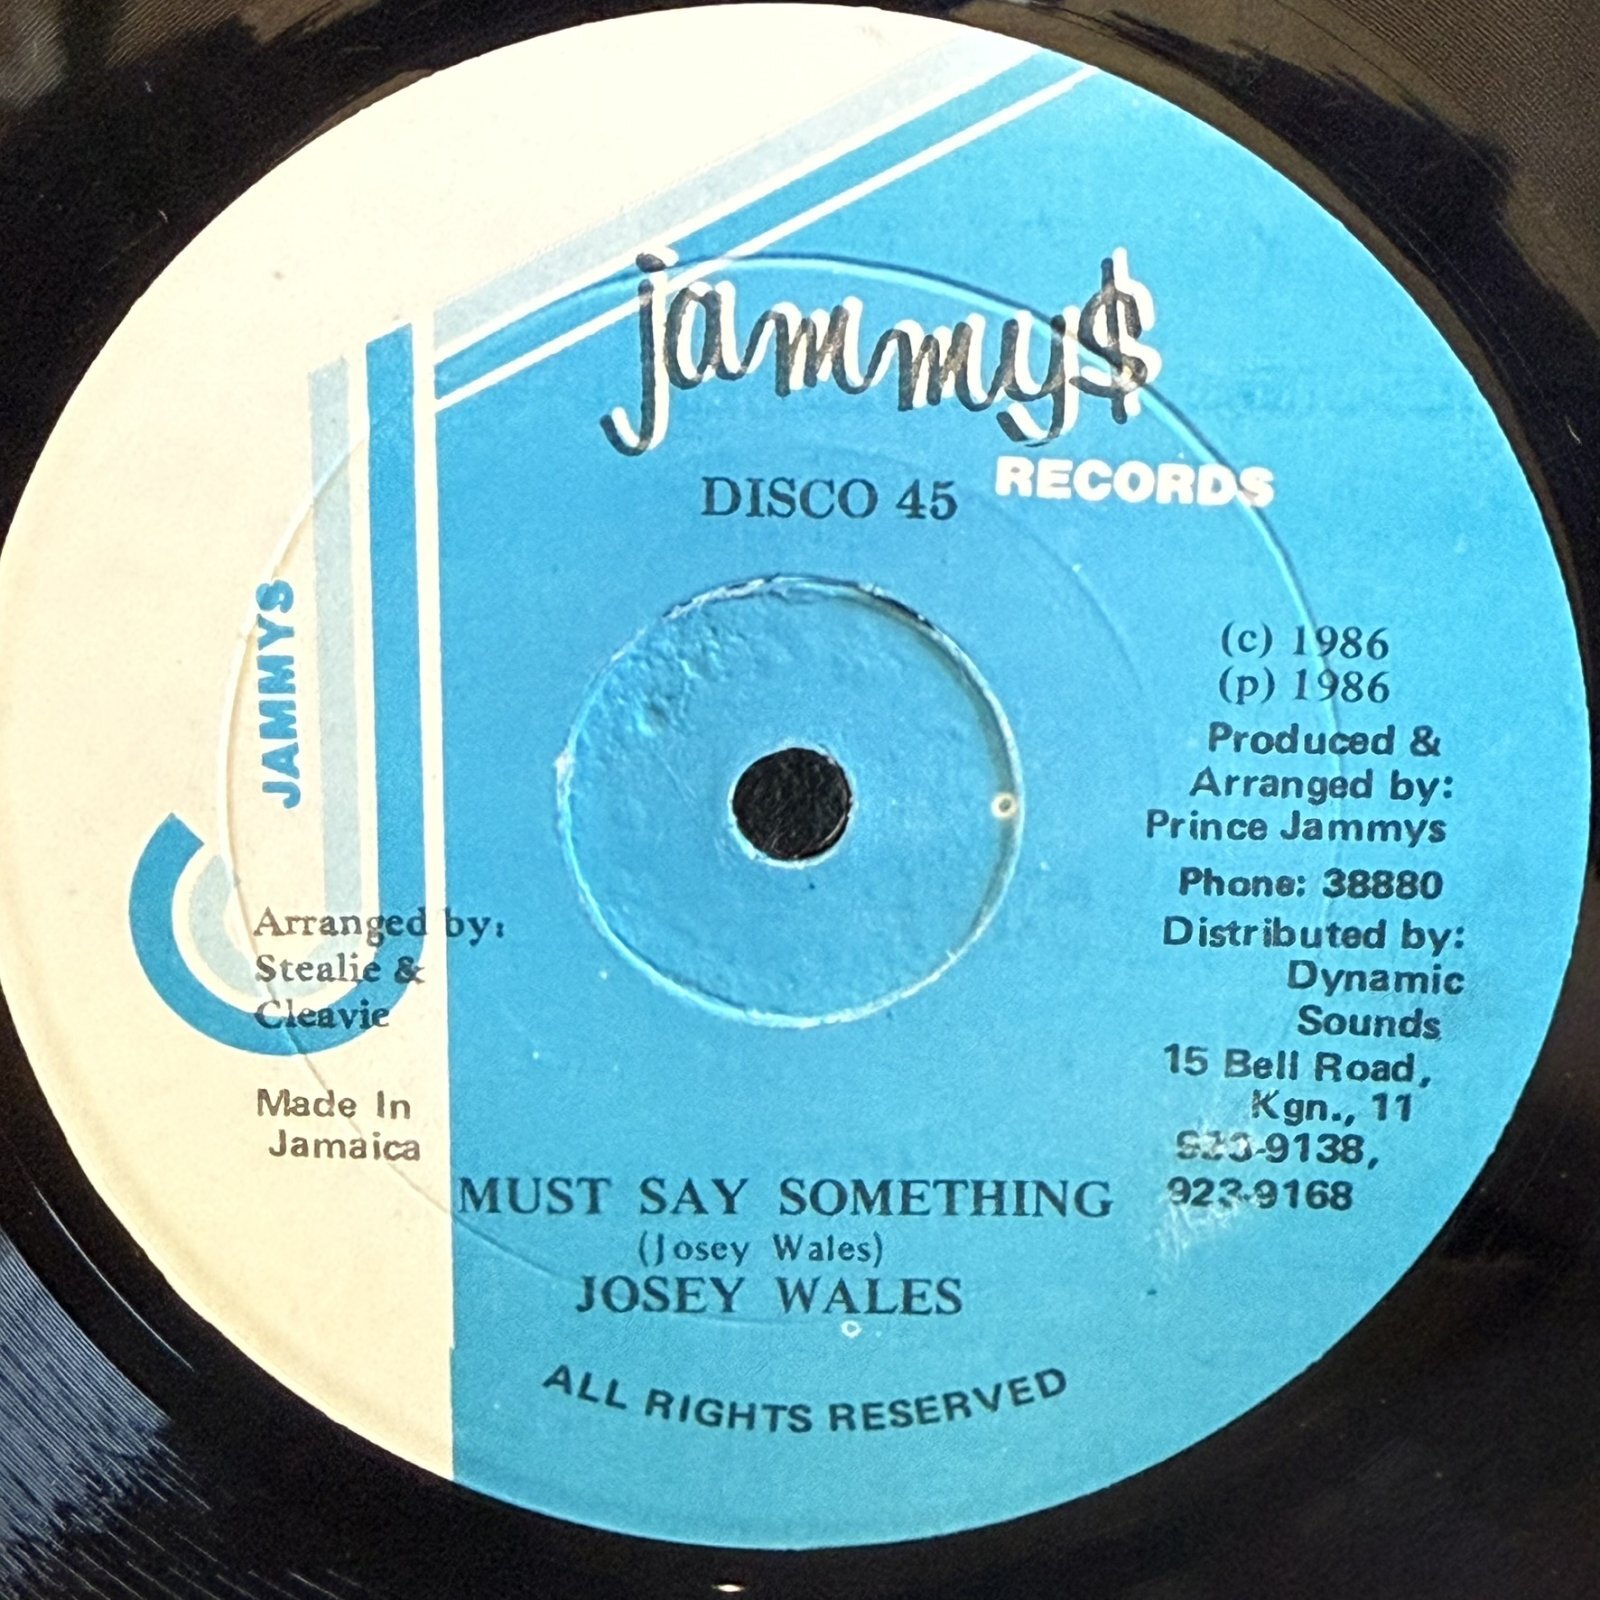 jammy$
RECORDS
DISCO 45
JAMMYS
(c) 1986
(p) 1986
Produced &
Arranged by:
Prince Jammys
Phone: 38880
Distributed by:
Dynamic
Sounds
15 Bell Road,
Kgn., 11
923-9138,
923-9168
Arranged by:
Stealie &
Cleavie
Made In
Jamaica
MUST SAY SOMETHING
(Josey Wales)
JOSEY WALES
ALL RIGHTS RESERVED